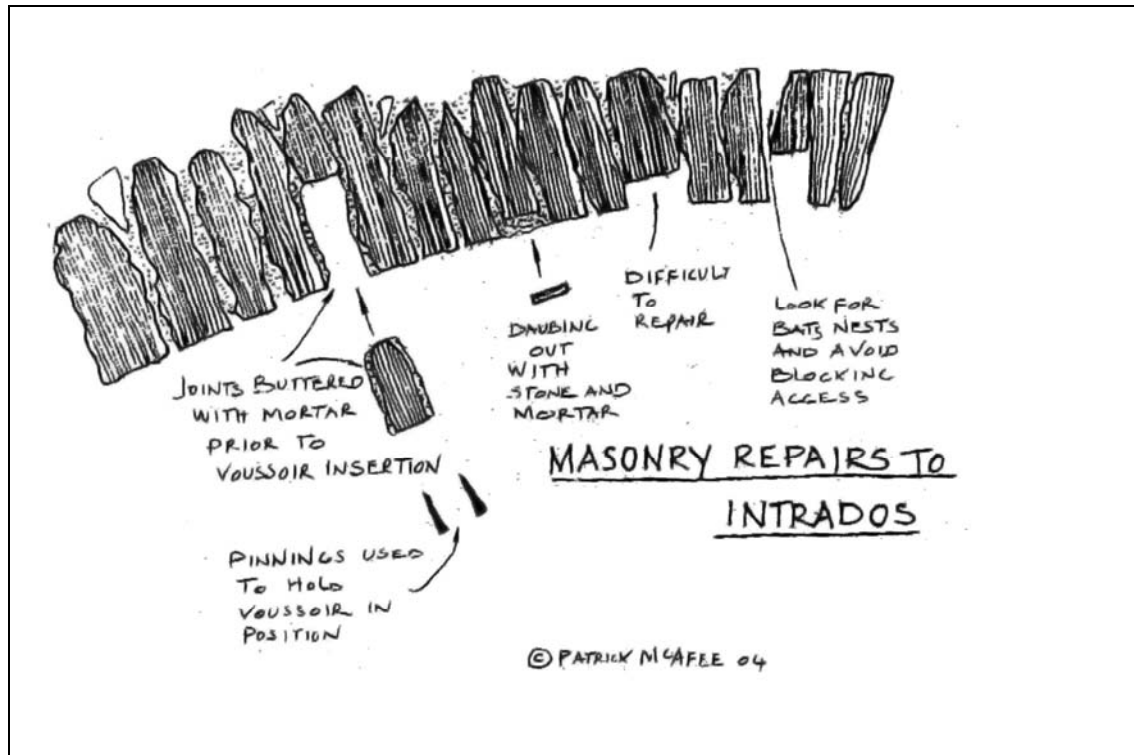 JOINTS BUTTERED
WITH MORTAR
PRIOR TO
VOUSSOIR INSERTION
DAUBING
OUT
WITH
STONE AND
MORTAR
DIFFICULT
TO
REPAIR
LOOK FOR
BATS NESTS
AND AVOID
BLOCKING
ACCESS
MASONRY REPAIRS TO
INTRADOS
PINNINGS USED
TO HOLD
VOUSSOIR IN
POSITION
© PATRICK MCAFEE 04